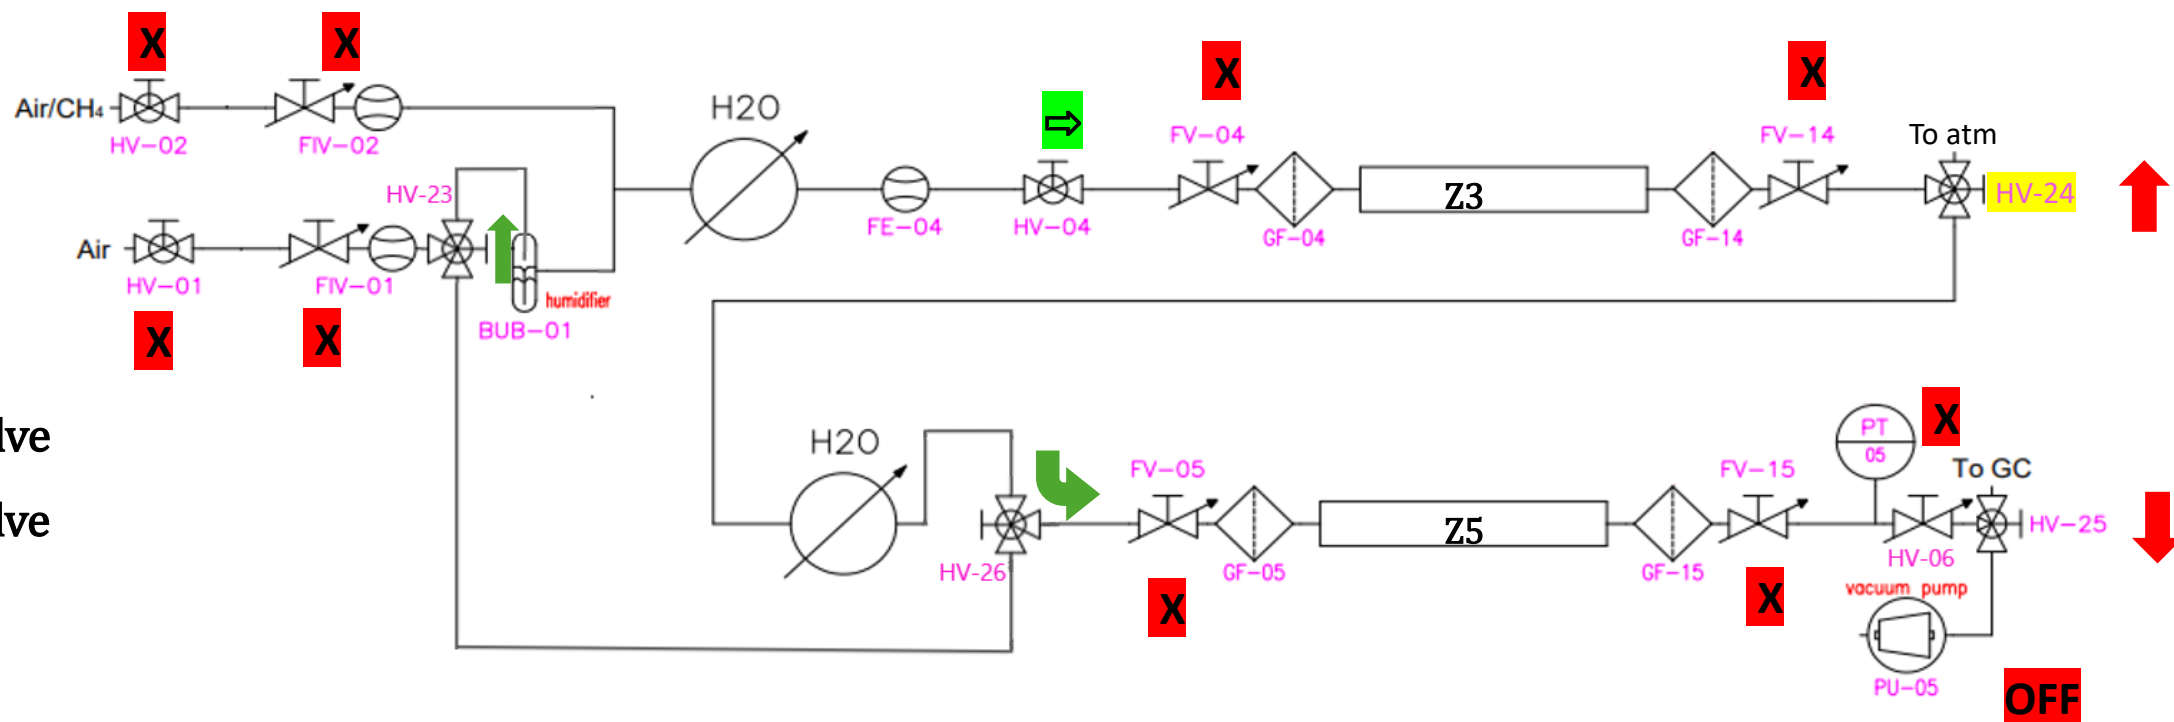 X
X
X
X
Air/CH₄
HV-02
FIV-02
H2O
⇨
FV-04
FV-14
To atm
HV-23
Z3
HV-24
FE-04
HV-04
GF-04
GF-14
Air
HV-01
FIV-01
humidifier
BUB-01
X
X
lve
lve
H2O
HV-26
FV-05
GF-05
X
Z5
FV-15
GF-15
X
PT
05
X
To GC
HV-25
HV-06
vacuum pump
PU-05
OFF